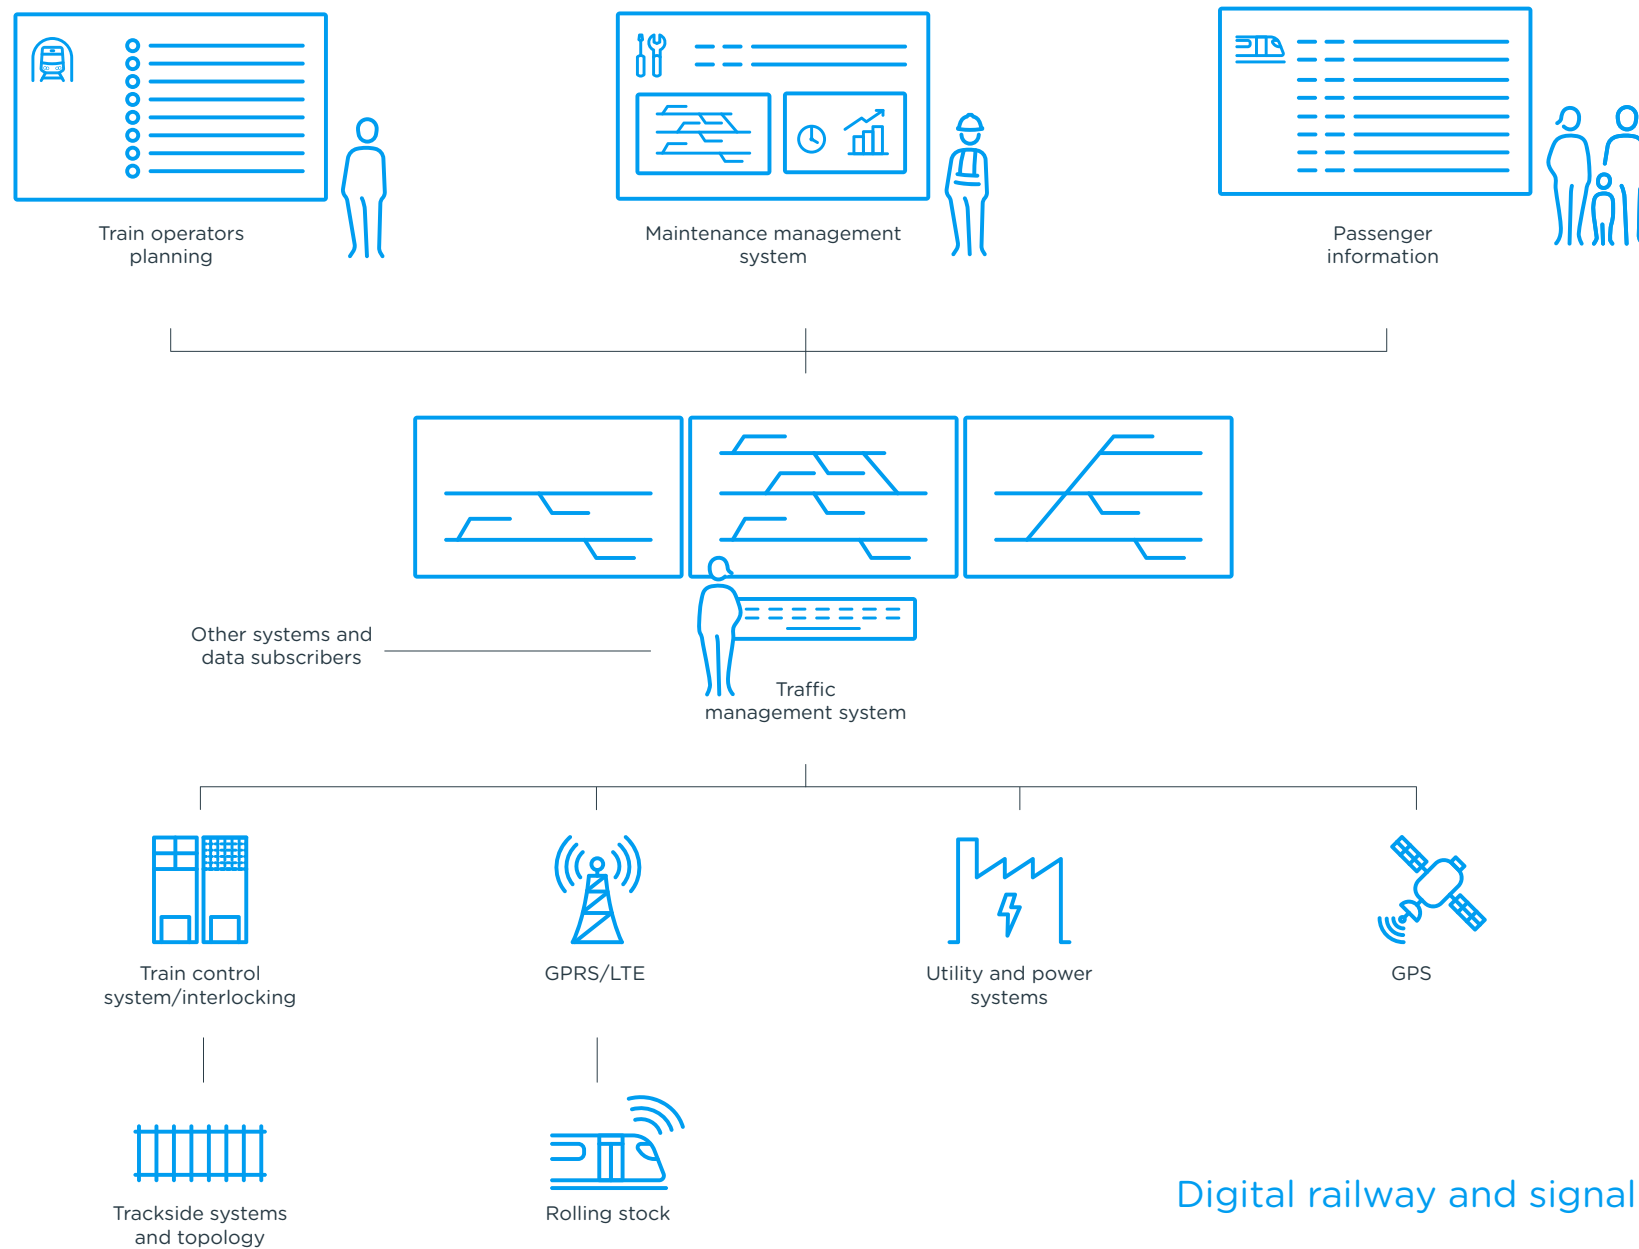 Train operators
planning
Maintenance management
system
Passenger
information
Other systems and
data subscribers
Traffic
management system
Train control
system/interlocking
GPRS/LTE
Utility and power
systems
GPS
Trackside systems
and topology
Rolling stock
Digital railway and signal